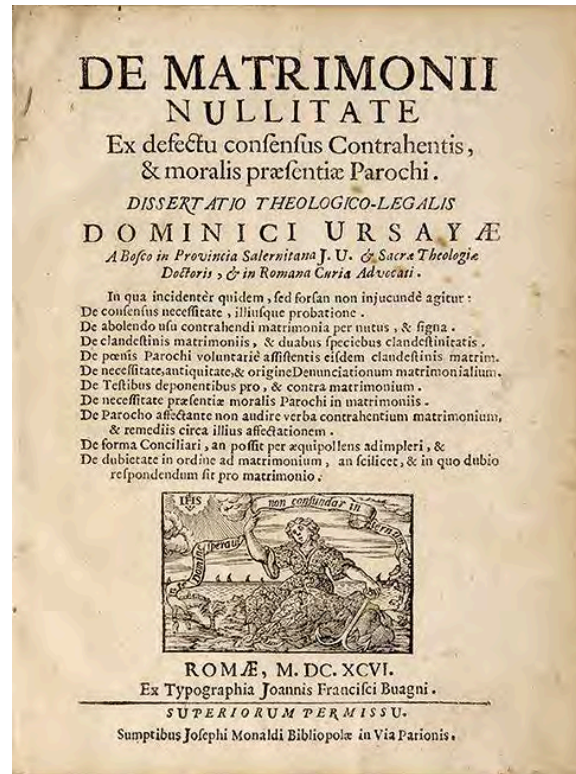 DE MATRIMONII
NULLITATE
Ex defectu conſenſus Contrahentis,
& moralis præſentiæ Parochi.
DISSERTATIO THEOLOGICO-LEGALIS
DOMINICI URSAYÆ
A Boſco in Provincia Salernitana J. U. & Sacræ Theologiæ
Doctoris, & in Romana Curia Advocati.
In qua incidentèr quidem, ſed forſan non injucundè agitur:
De conſenſus neceſſitate, illiuſque probatione.
De abolendo uſu contrahendi matrimonia per nutus, & ſigna.
De clandeſtinis matrimoniis, & duabus ſpeciebus clandeſtinitatis.
De pœnis Parochi voluntariè aſſiſtentis eiſdem clandeſtinis matrim.
De neceſſitate, antiquitate, & origine Denunciationum matrimonialium.
De Teſtibus deponentibus pro, & contra matrimonium.
De neceſſitate præſentiæ moralis Parochi in matrimoniis.
De Parocho affectante non audire verba contrahentium matrimonium,
& remediis circa illius affectationem.
De forma Conciliari, an poſſit per æquipollens adimpleri, &
De dubietate in ordine ad matrimonium, an ſcilicet, & in quo dubio
reſpondendum ſit pro matrimonio.
IHS
non confundar in
Domine ſperavi
ROMÆ, M. DC. XCVI.
Ex Typographia Joannis Franciſci Buagni.
SUPERIORUM PERMISSU.
Sumptibus Joſephi Monaldi Bibliopolæ in Via Parionis.